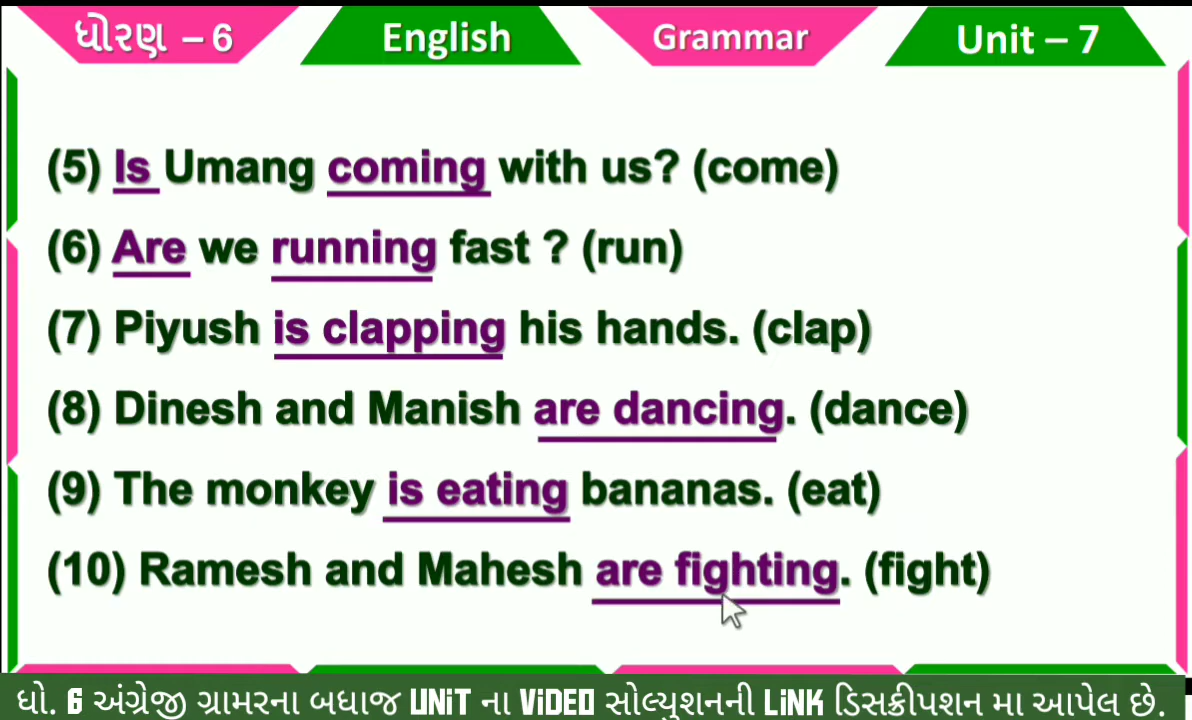 ધોરણ – 6 English Grammar Unit – 7
(5) Is Umang coming with us? (come)
(6) Are we running fast ? (run)
(7) Piyush is clapping his hands. (clap)
(8) Dinesh and Manish are dancing. (dance)
(9) The monkey is eating bananas. (eat)
(10) Ramesh and Mahesh are fighting. (fight)
ધો. 6 અંગ્રેજી ગ્રામરના બધાજ UNiT ના ViDEO સોલ્યુશનની LiNK ડિસક્રીપશન મા આપેલ છે.